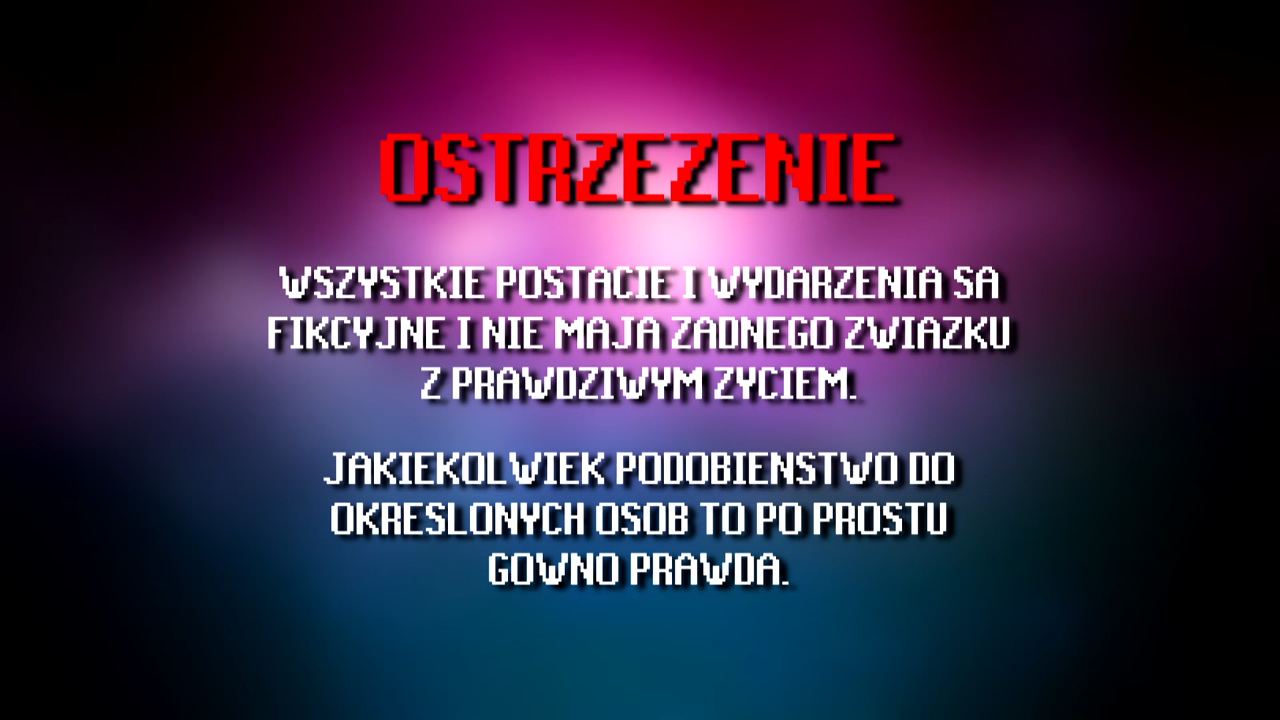 OSTRZEZENIE
WSZYSTKIE POSTACIE I WYDARZENIA SA
FIKCYJNE I NIE MAJA ZADNEGO ZWIAZKU
Z PRAWDZIWYM ZYCIEM.
JAKIEKOLWIEK PODOBIENSTWO DO
OKRESLONYCH OSOB TO PO PROSTU
GOWNO PRAWDA.